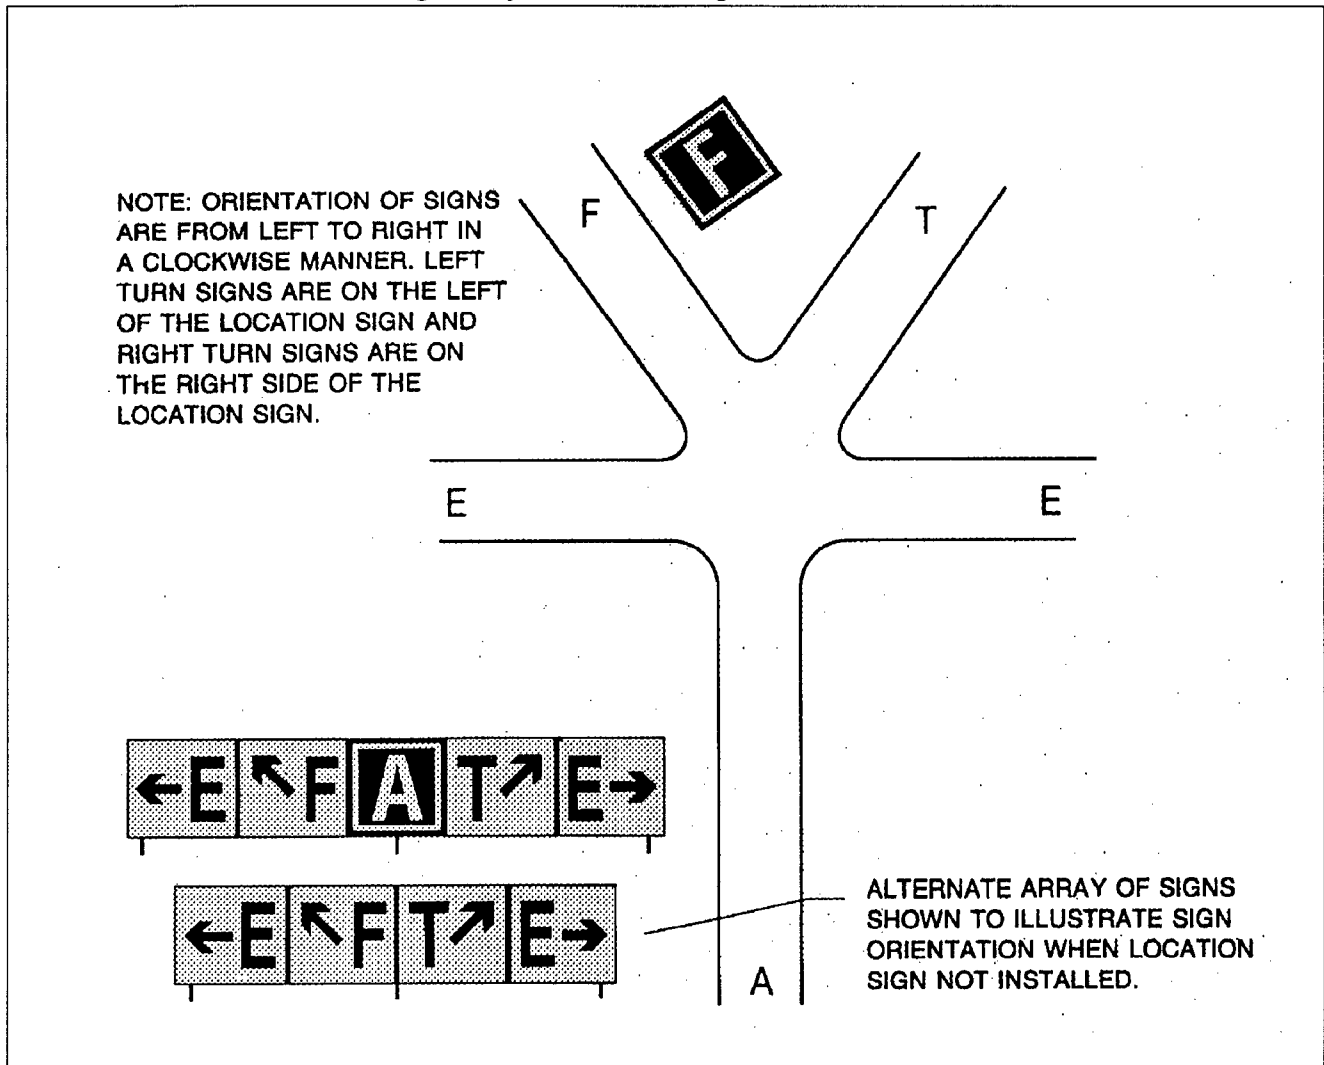 F
F
T
NOTE: ORIENTATION OF SIGNS
ARE FROM LEFT TO RIGHT IN
A CLOCKWISE MANNER. LEFT
TURN SIGNS ARE ON THE LEFT
OF THE LOCATION SIGN AND
RIGHT TURN SIGNS ARE ON
THE RIGHT SIDE OF THE
LOCATION SIGN.
E
E
←E ↖F A T↗ E→
←E ↖F T↗ E→
ALTERNATE ARRAY OF SIGNS
SHOWN TO ILLUSTRATE SIGN
ORIENTATION WHEN LOCATION
SIGN NOT INSTALLED.
A